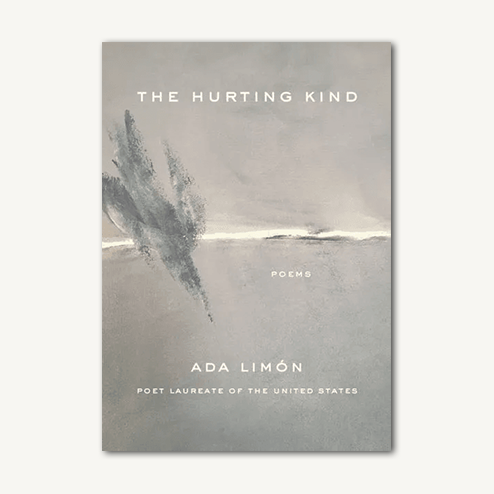 THE HURTING KIND
POEMS
ADA LIMÓN
POET LAUREATE OF THE UNITED STATES